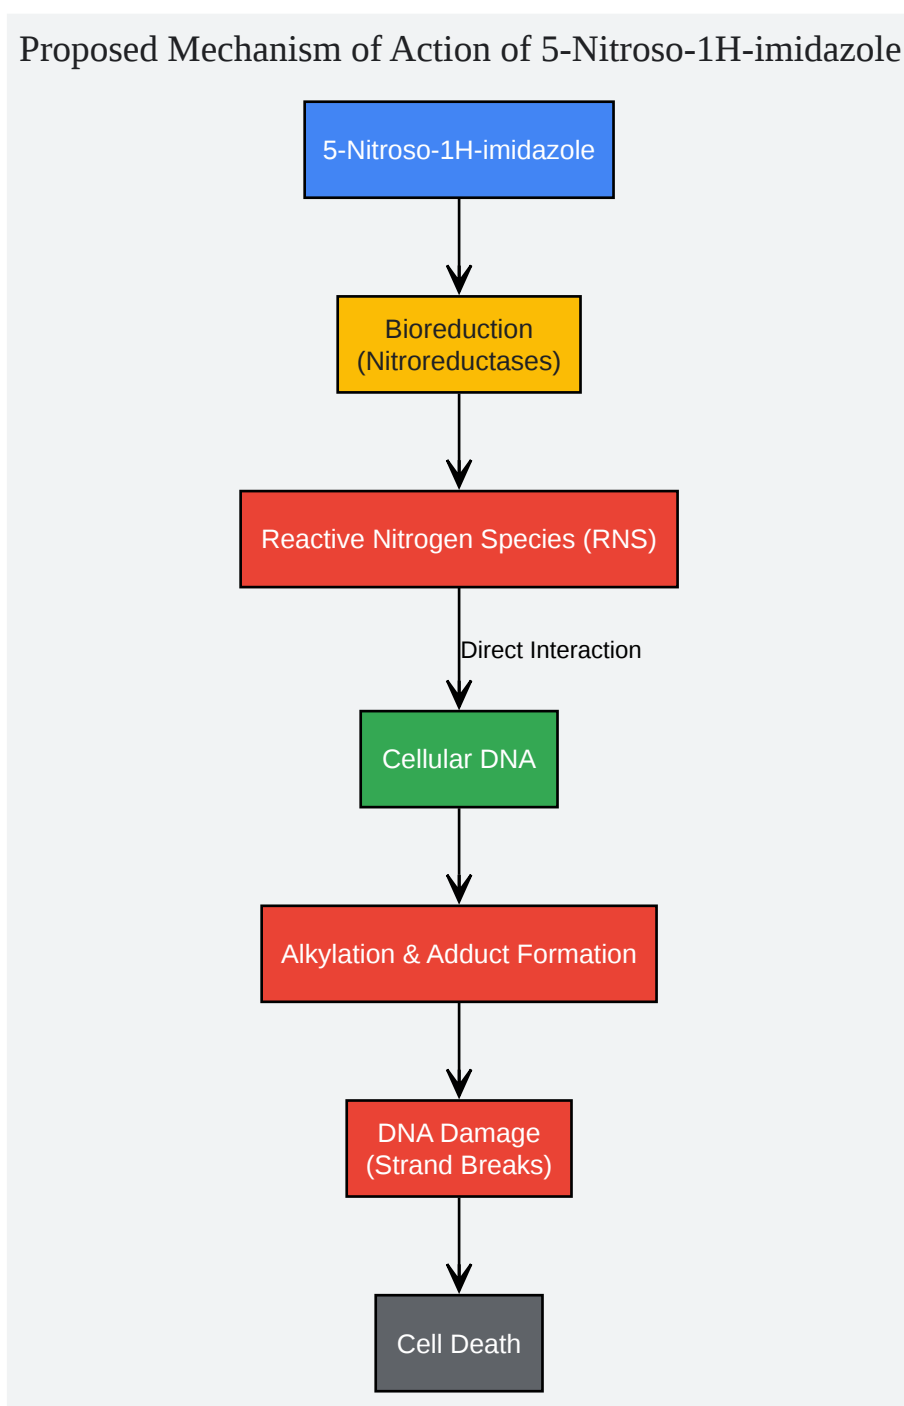 Proposed Mechanism of Action of 5-Nitroso-1H-imidazole
5-Nitroso-1H-imidazole
Bioreduction
(Nitroreductases)
Reactive Nitrogen Species (RNS)
Direct Interaction
Cellular DNA
Alkylation & Adduct Formation
DNA Damage
(Strand Breaks)
Cell Death